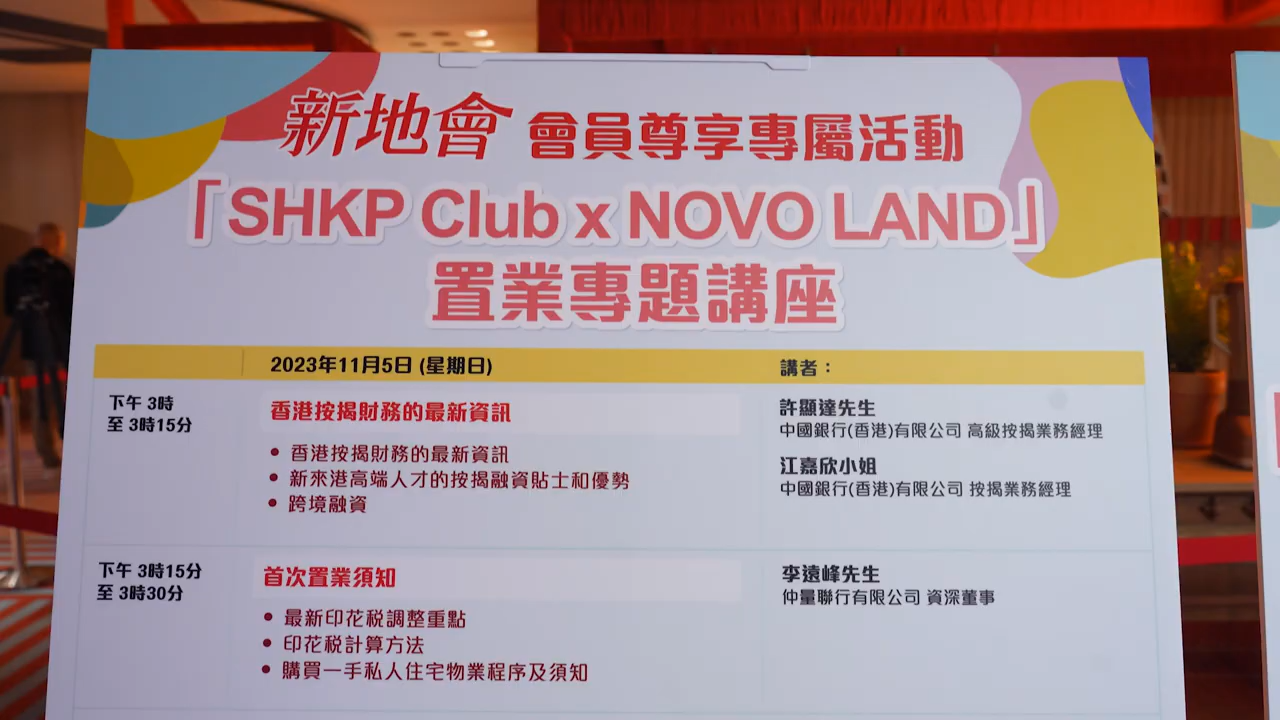 新地會 會員尊享專屬活動
「SHKP Club x NOVO LAND」
置業專題講座
2023年11月5日 (星期日)
講者：
下午 3時
至 3時15分
香港按揭財務的最新資訊
• 香港按揭財務的最新資訊
• 新來港高端人才的按揭融資貼士和優勢
• 跨境融資
許顯達先生
中國銀行(香港)有限公司 高級按揭業務經理
江嘉欣小姐
中國銀行(香港)有限公司 按揭業務經理
下午 3時15分
至 3時30分
首次置業須知
• 最新印花税調整重點
• 印花税計算方法
• 購買一手私人住宅物業程序及須知
李遠峰先生
仲量聯行有限公司 資深董事